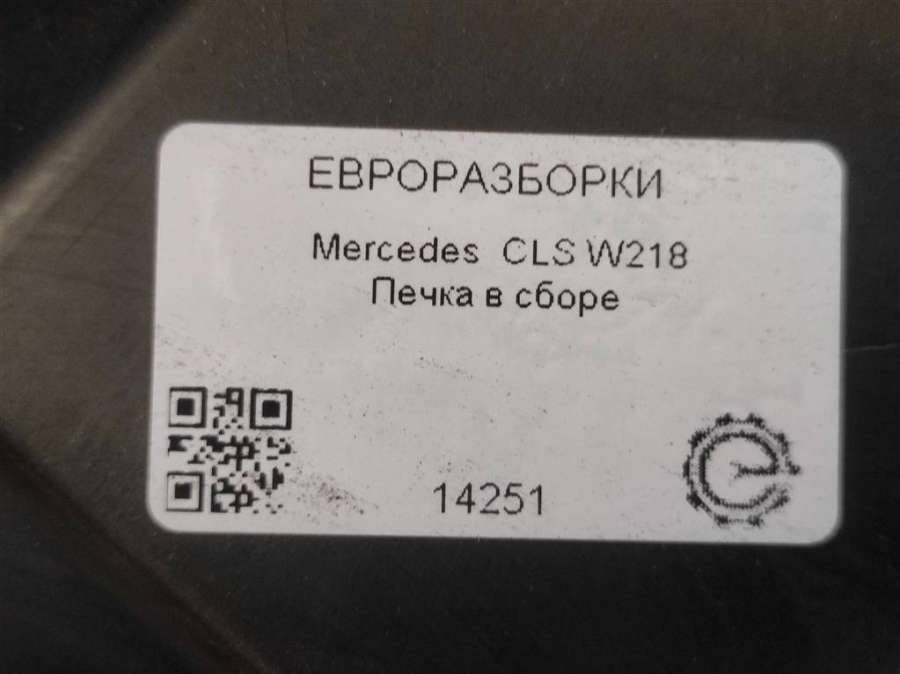 ЕВРОРАЗБОРКИ
Mercedes CLS W218
Печка в сборе
14251